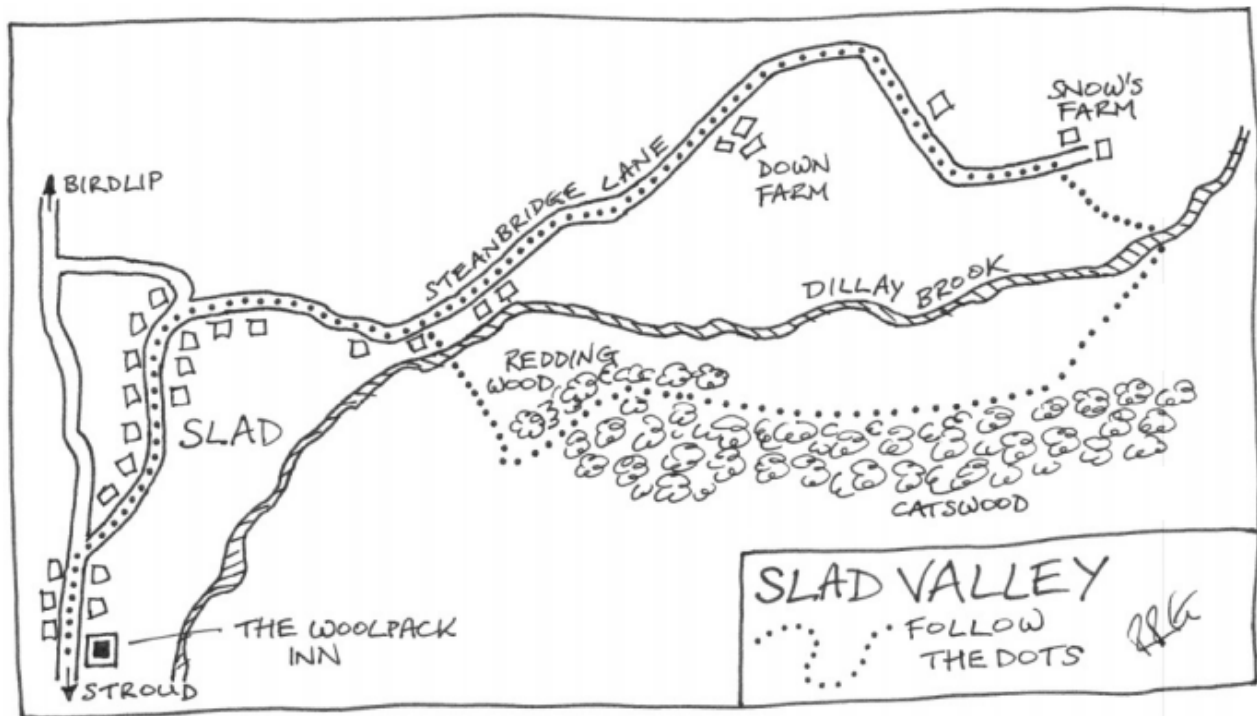 SNOW'S
FARM
BIRDLIP
STEANBRIDGE LANE
DOWN
FARM
DILLAY BROOK
REDDING
WOOD
SLAD
CATSWOOD
THE WOOLPACK
INN
STROUD
SLAD VALLEY
FOLLOW
THE DOTS